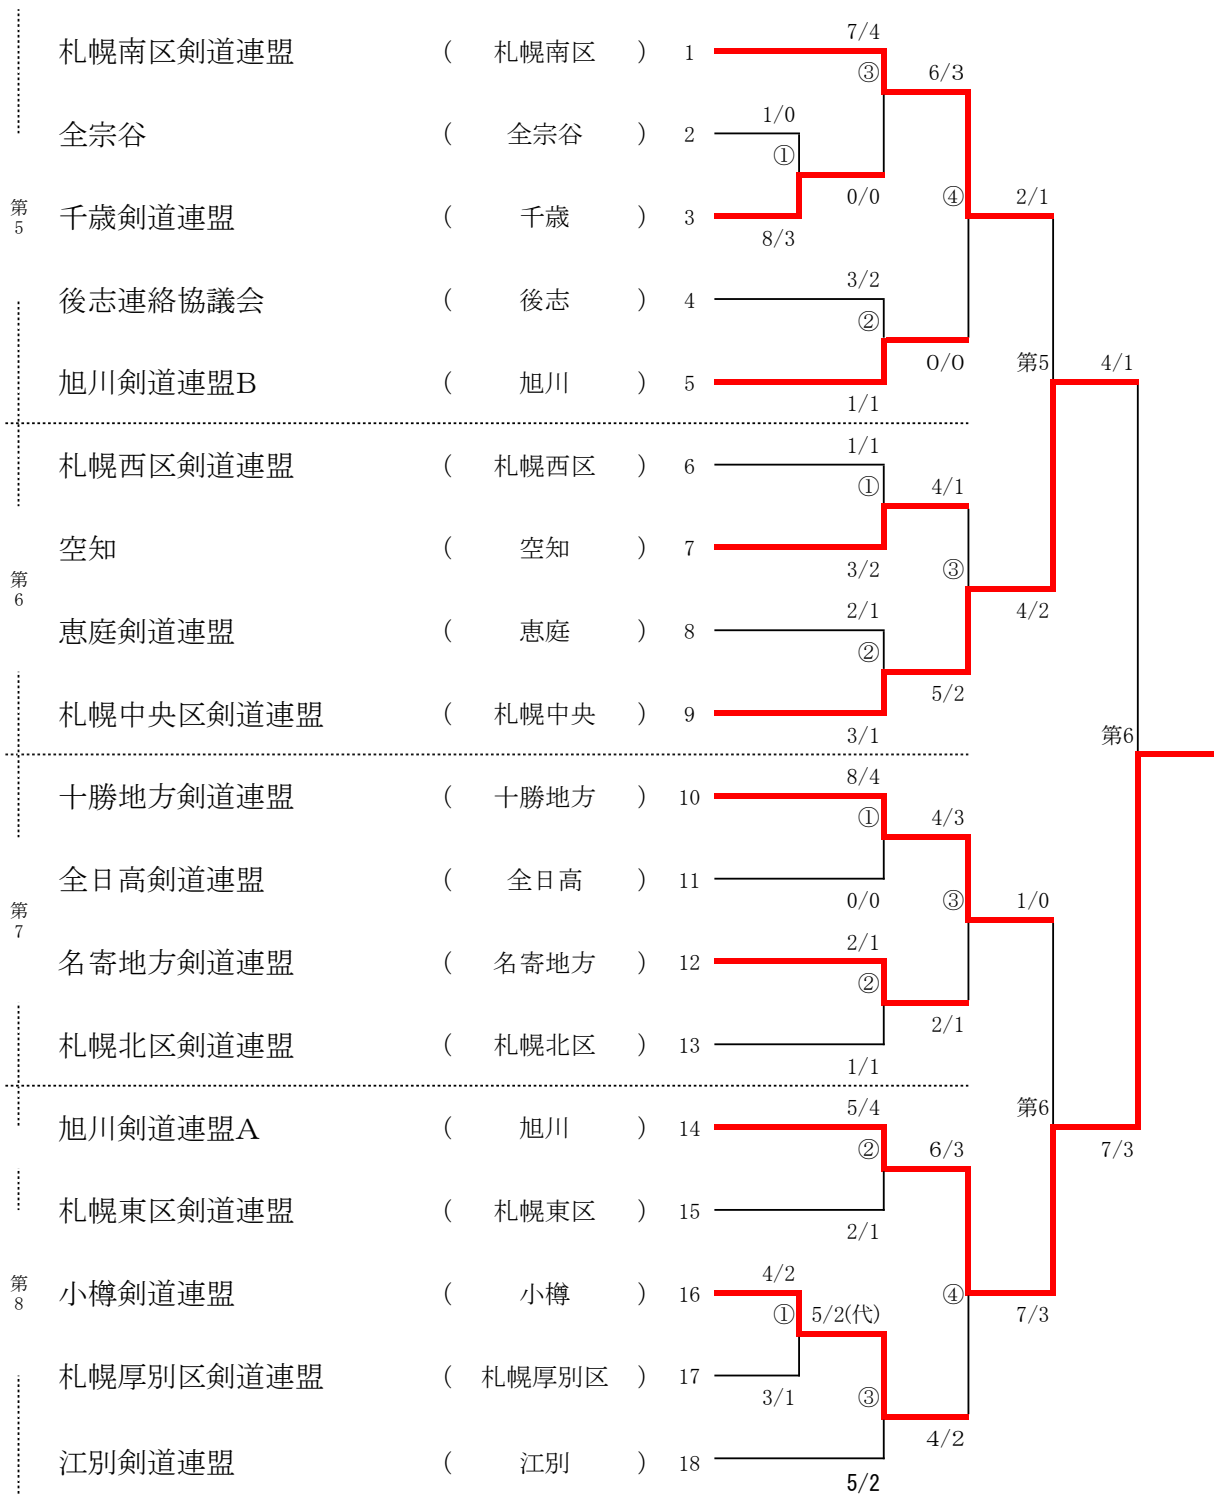 7/4
札幌南区剣道連盟 ( 札幌南区 ) 1
③ 6/3
1/0
全宗谷 ( 全宗谷 ) 2
①
0/0 ④ 2/1
第5 千歳剣道連盟 ( 千歳 ) 3
8/3
3/2
後志連絡協議会 ( 後志 ) 4
②
0/0 第5 4/1
旭川剣道連盟B ( 旭川 ) 5
1/1
1/1
札幌西区剣道連盟 ( 札幌西区 ) 6
① 4/1
空知 ( 空知 ) 7
3/2 ③
第6
2/1 4/2
恵庭剣道連盟 ( 恵庭 ) 8
②
5/2
札幌中央区剣道連盟 ( 札幌中央 ) 9
3/1 第6
8/4
十勝地方剣道連盟 ( 十勝地方 ) 10
① 4/3
全日高剣道連盟 ( 全日高 ) 11
0/0 ③ 1/0
第7
2/1
名寄地方剣道連盟 ( 名寄地方 ) 12
②
2/1
札幌北区剣道連盟 ( 札幌北区 ) 13
1/1
5/4 第6
旭川剣道連盟A ( 旭川 ) 14
② 6/3 7/3
札幌東区剣道連盟 ( 札幌東区 ) 15
2/1
4/2
第8 小樽剣道連盟 ( 小樽 ) 16 ④
① 5/2(代) 7/3
札幌厚別区剣道連盟 ( 札幌厚別区 ) 17
3/1 ③
4/2
江別剣道連盟 ( 江別 ) 18
5/2